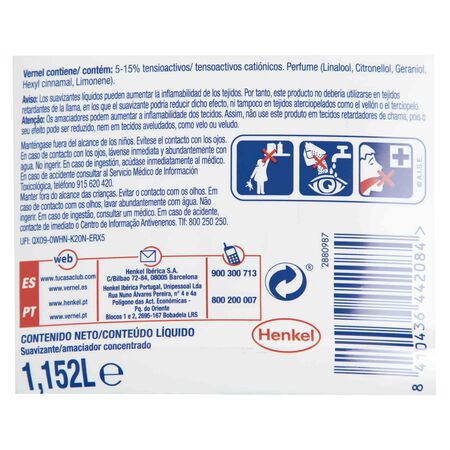 Vernel contiene/ contém: 5-15% tensioactivos/ tensoactivos catiónicos. Perfume (Linalool, Citronellol, Geraniol,
Hexyl cinnamal, Limonene).
Aviso: Los suavizantes líquidos pueden aumentar la inflamabilidad de los tejidos. Por tanto, este producto no debería utilizarse en tejidos
retardantes de la llama, en los que el suavizante podría reducir dicho efecto, ni tampoco en tejidos aterciopelados como el vellón o el terciopelo.
Atenção: Os amaciadores podem aumentar a inflamabilidade dos tecidos. Assim, não use este produto em tecidos retardadores de chama, pois o
seu efeito pode ser reduzido, nem em tecidos aveludados, como velo ou veludo.
Manténgase fuera del alcance de los niños. Evitar el contacto con los ojos.
En caso de contacto con los ojos, lávense inmediata y abundantemente
con agua. En caso de ingestión, acúdase inmediatamente al médico.
En caso de accidente consultar al Servicio Médico de Información
Toxicológica, teléfono 915 620 420.
Manter fora do alcance das crianças. Evitar o contacto com os olhos.
Em caso de contacto com os olhos, lavar abundantemente com água. Não
ingerir. Em caso de ingestão, consultar um médico. Em caso de acidente,
contacte de imediato o Centro de Informação Antivenenos. Tlf: 800 250 250.
UFI: QX09-0WHN-K20N-ERX5
© A.I.S.E.
web
ES
www.tucasaclub.com
www.vernel.es
Henkel Ibérica S.A.
C/Bilbao 72-84, 08005 Barcelona
900 300 713
PT
www.henkel.pt
www.vernel.pt
Henkel Ibérica Portugal, Unipessoal Lda
Rua Nuno Álvares Pereira, nº 4 e 4a
Polígono das Act. Económicas -
Pq. do Oriente
Blocos 1 e 2, 2695-167 Bobadela LRS
800 200 007
2880987
CONTENIDO NETO/CONTEÚDO LÍQUIDO
Suavizante/amaciador concentrado
1,152L e
Henkel
8 410436 442084